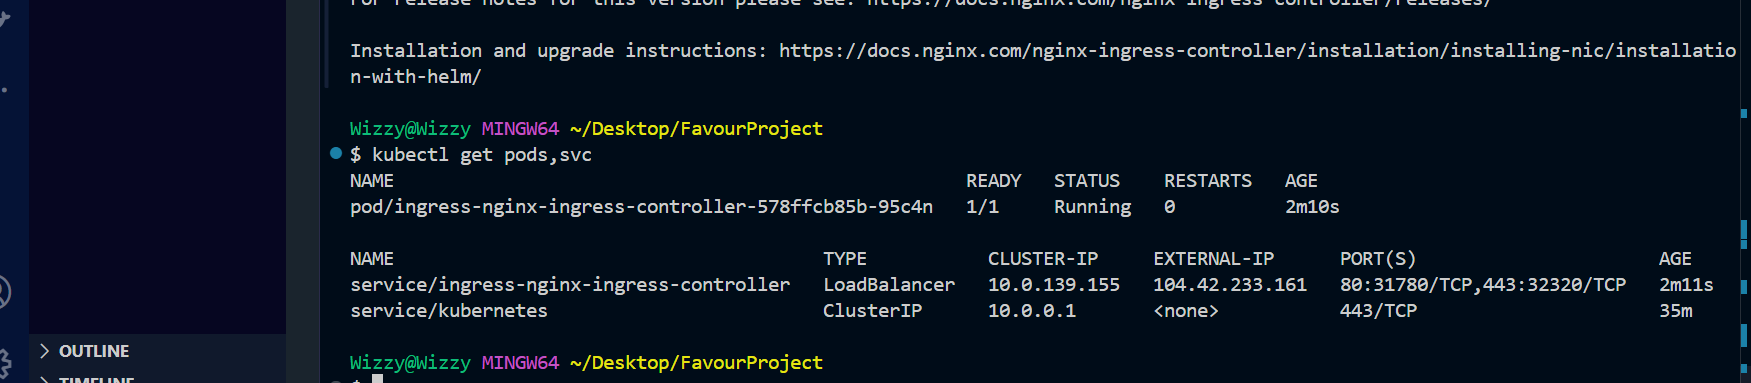 For release notes for this version please see: https://docs.nginx.com/nginx-ingress-controller/releases/
Installation and upgrade instructions: https://docs.nginx.com/nginx-ingress-controller/installation/installing-nic/installatio
n-with-helm/
Wizzy@Wizzy MINGW64 ~/Desktop/FavourProject
$ kubectl get pods,svc
NAME READY STATUS RESTARTS AGE
pod/ingress-nginx-ingress-controller-578ffcb85b-95c4n 1/1 Running 0 2m10s
NAME TYPE CLUSTER-IP EXTERNAL-IP PORT(S) AGE
service/ingress-nginx-ingress-controller LoadBalancer 10.0.139.155 104.42.233.161 80:31780/TCP,443:32320/TCP 2m11s
service/kubernetes ClusterIP 10.0.0.1 <none> 443/TCP 35m
Wizzy@Wizzy MINGW64 ~/Desktop/FavourProject
$
OUTLINE
TIMELINE